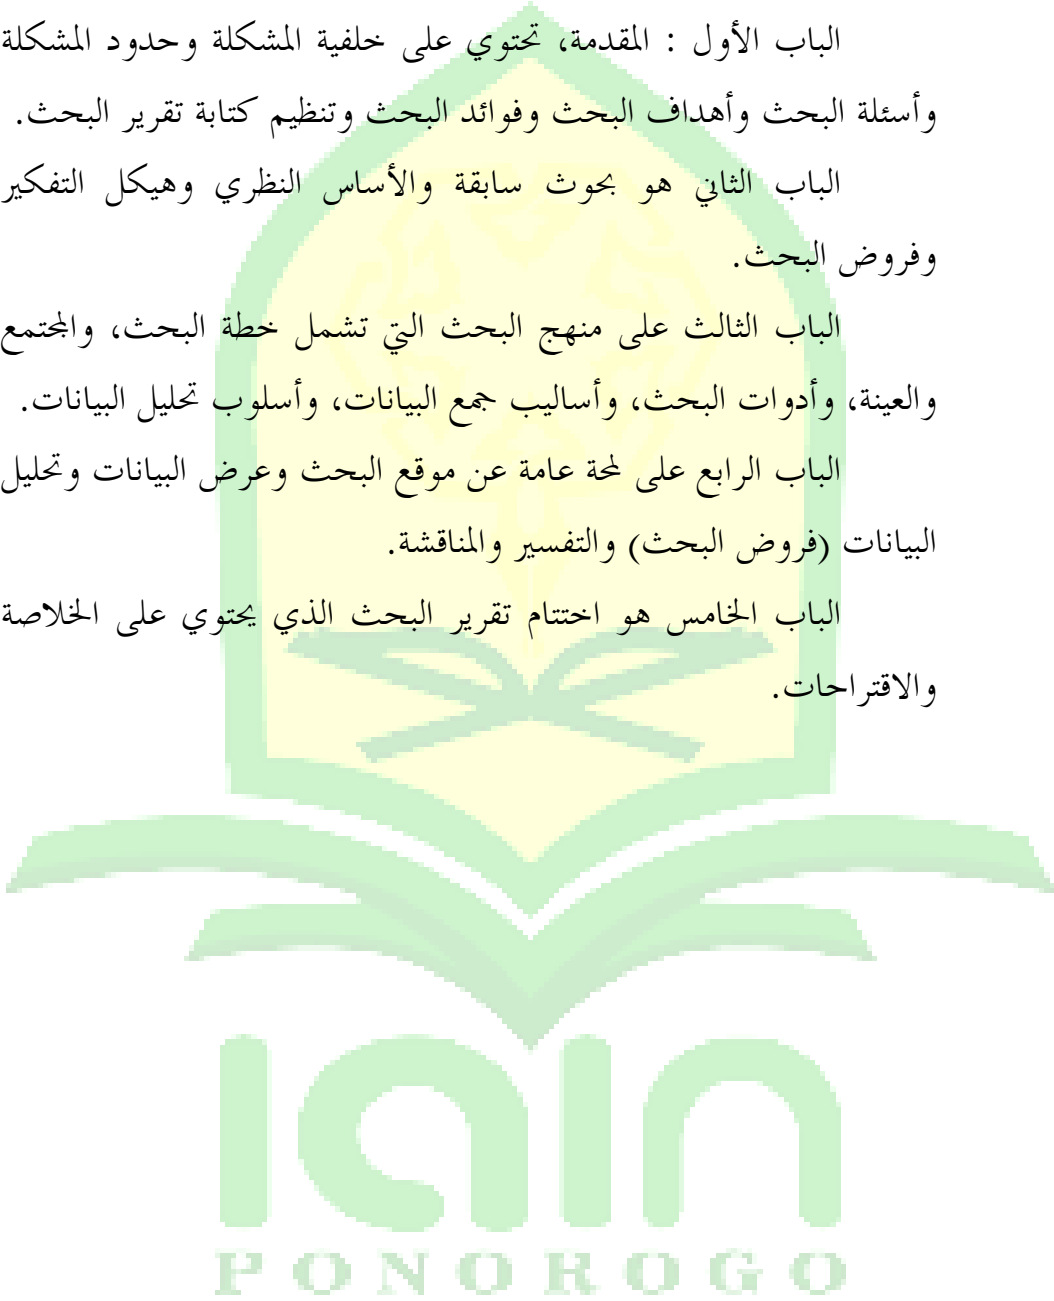 الباب الأول : المقدمة، تحتوي على خلفية المشكلة وحدود المشكلة
وأسئلة البحث وأهداف البحث وفوائد البحث وتنظيم كتابة تقرير البحث.
الباب الثاني هو بحوث سابقة والأساس النظري وهيكل التفكير
وفروض البحث.
الباب الثالث على منهج البحث التي تشمل خطة البحث، والمجتمع
والعينة، وأدوات البحث، وأساليب جمع البيانات، وأسلوب تحليل البيانات.
الباب الرابع على لمحة عامة عن موقع البحث وعرض البيانات وتحليل
البيانات (فروض البحث) والتفسير والمناقشة.
الباب الخامس هو اختتام تقرير البحث الذي يحتوي على الخلاصة
والاقتراحات.
iain
PONOROGO